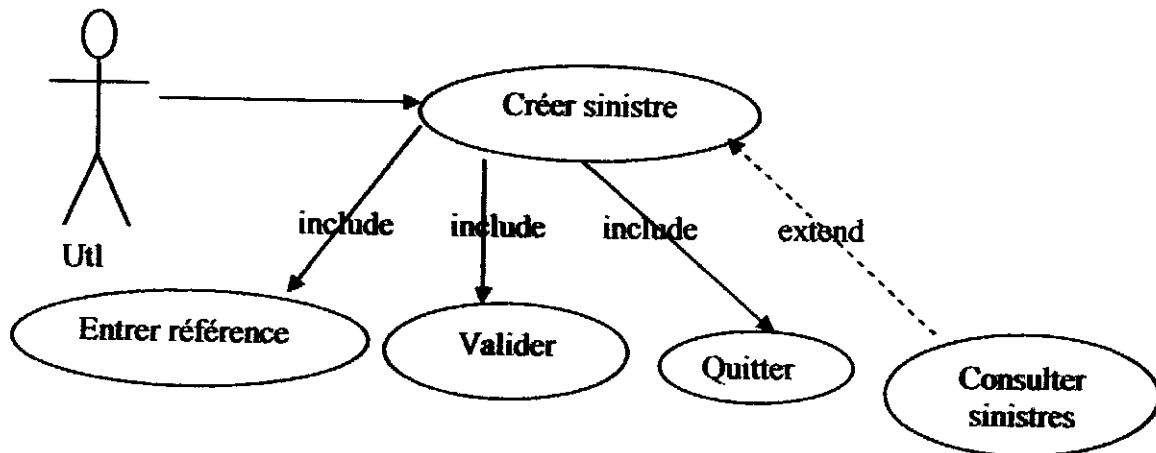 Créer sinistre
include
include
include
extend
Utl
Entrer référence
Valider
Quitter
Consulter
sinistres